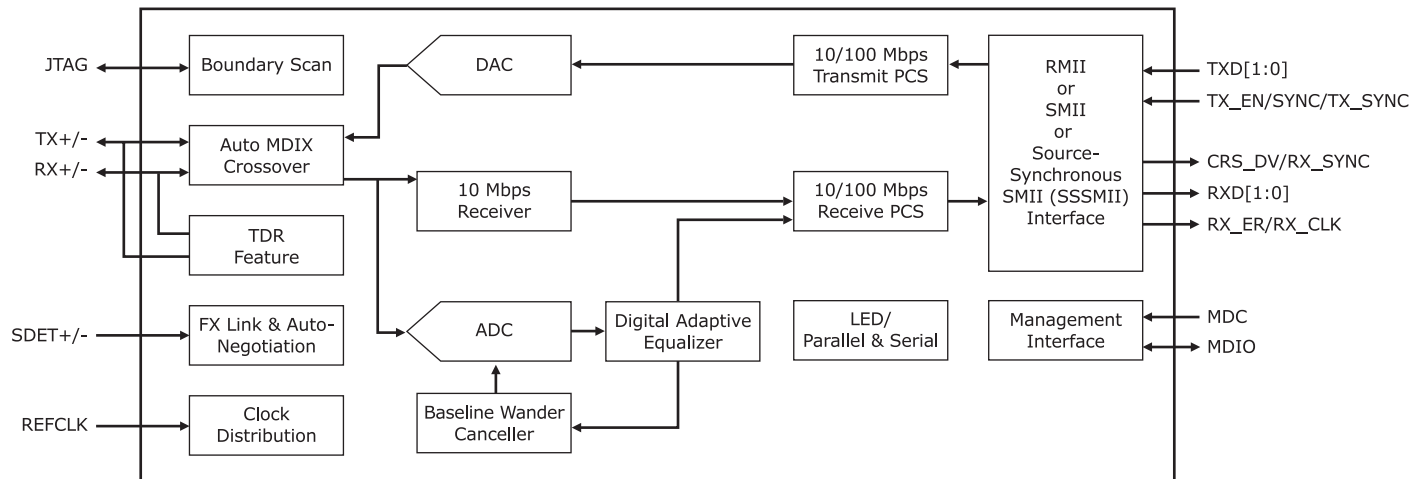 JTAG
Boundary Scan
DAC
10/100 Mbps
Transmit PCS
RMII
or
SMII
or
Source-
Synchronous
SMII (SSSMII)
Interface
TXD[1:0]
TX_EN/SYNC/TX_SYNC
CRS_DV/RX_SYNC
RXD[1:0]
RX_ER/RX_CLK
TX+/-
RX+/-
Auto MDIX
Crossover
10 Mbps
Receiver
10/100 Mbps
Receive PCS
TDR
Feature
SDET+/-
FX Link & Auto-
Negotiation
ADC
Digital Adaptive
Equalizer
LED/
Parallel & Serial
Management
Interface
MDC
MDIO
REFCLK
Clock
Distribution
Baseline Wander
Canceller